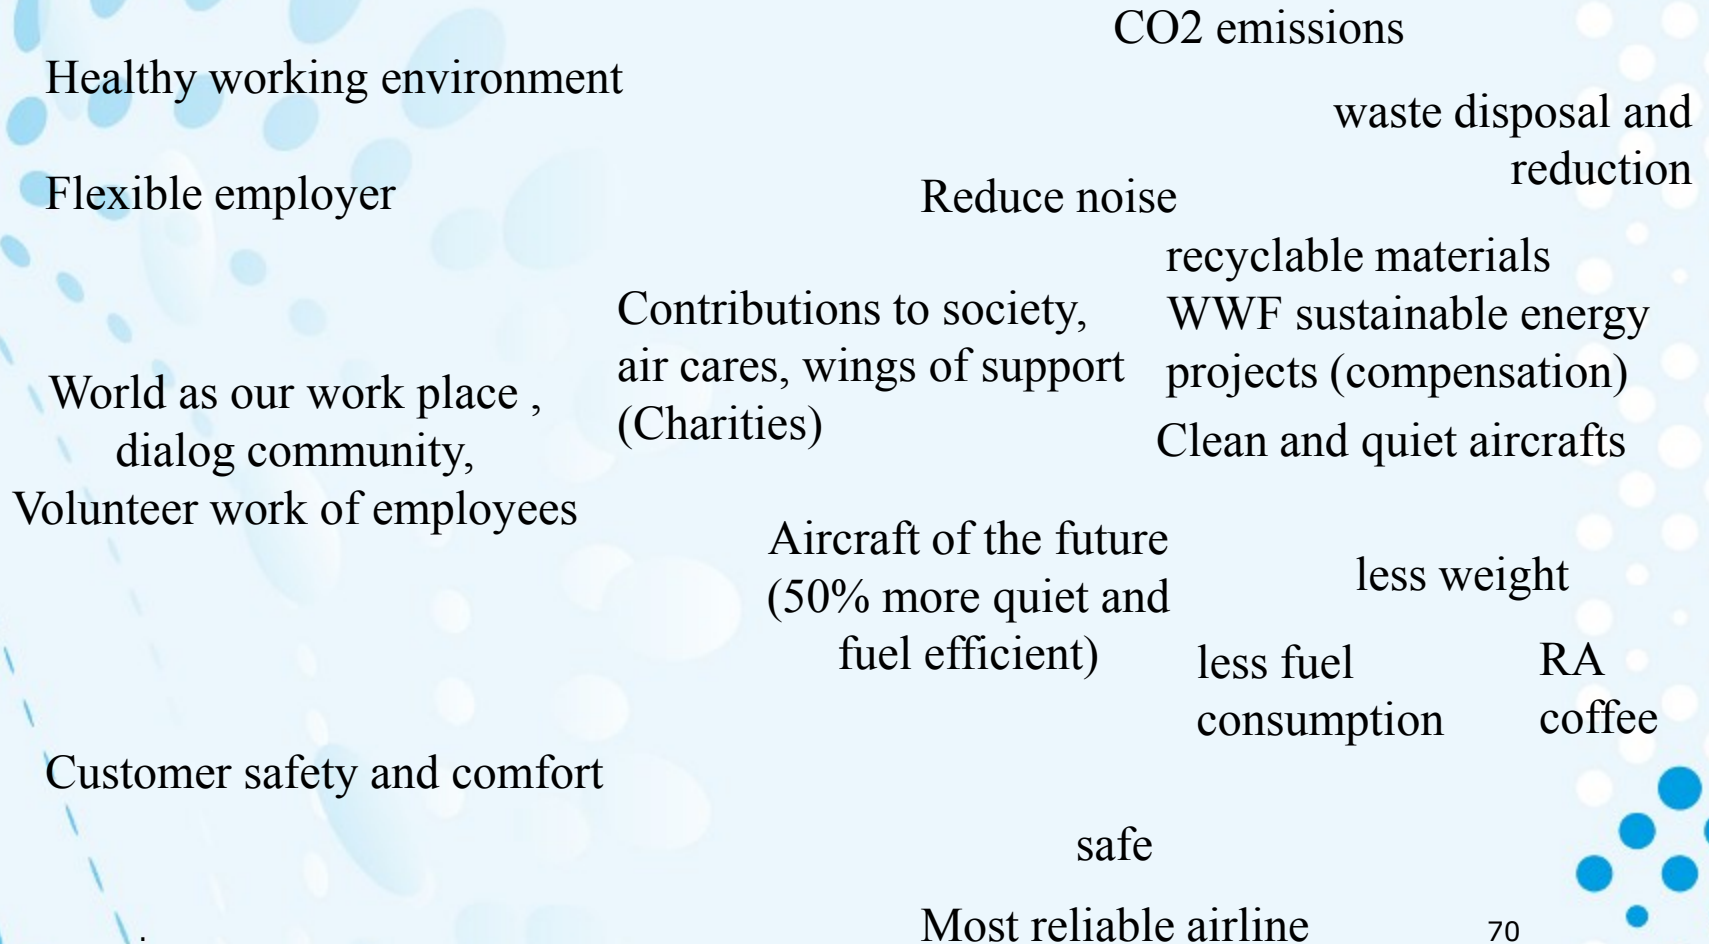 CO2 emissions
Healthy working environment
waste disposal and
reduction
Flexible employer
Reduce noise
recyclable materials
WWF sustainable energy
projects (compensation)
Contributions to society,
air cares, wings of support
(Charities)
World as our work place ,
dialog community,
Volunteer work of employees
Clean and quiet aircrafts
Aircraft of the future
(50% more quiet and
fuel efficient)
less weight
less fuel
consumption
RA
coffee
Customer safety and comfort
safe
Most reliable airline
.
70